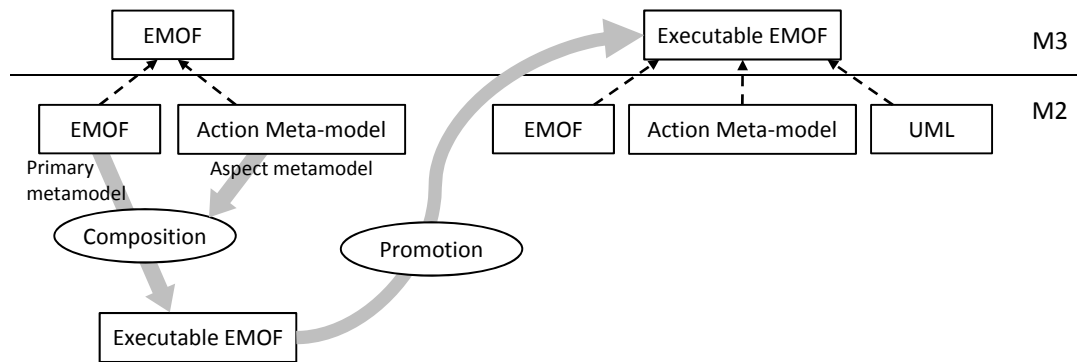 EMOF
Executable EMOF
M3
M2
EMOF
Action Meta-model
EMOF
Action Meta-model
UML
Primary
metamodel
Aspect metamodel
Composition
Promotion
Executable EMOF